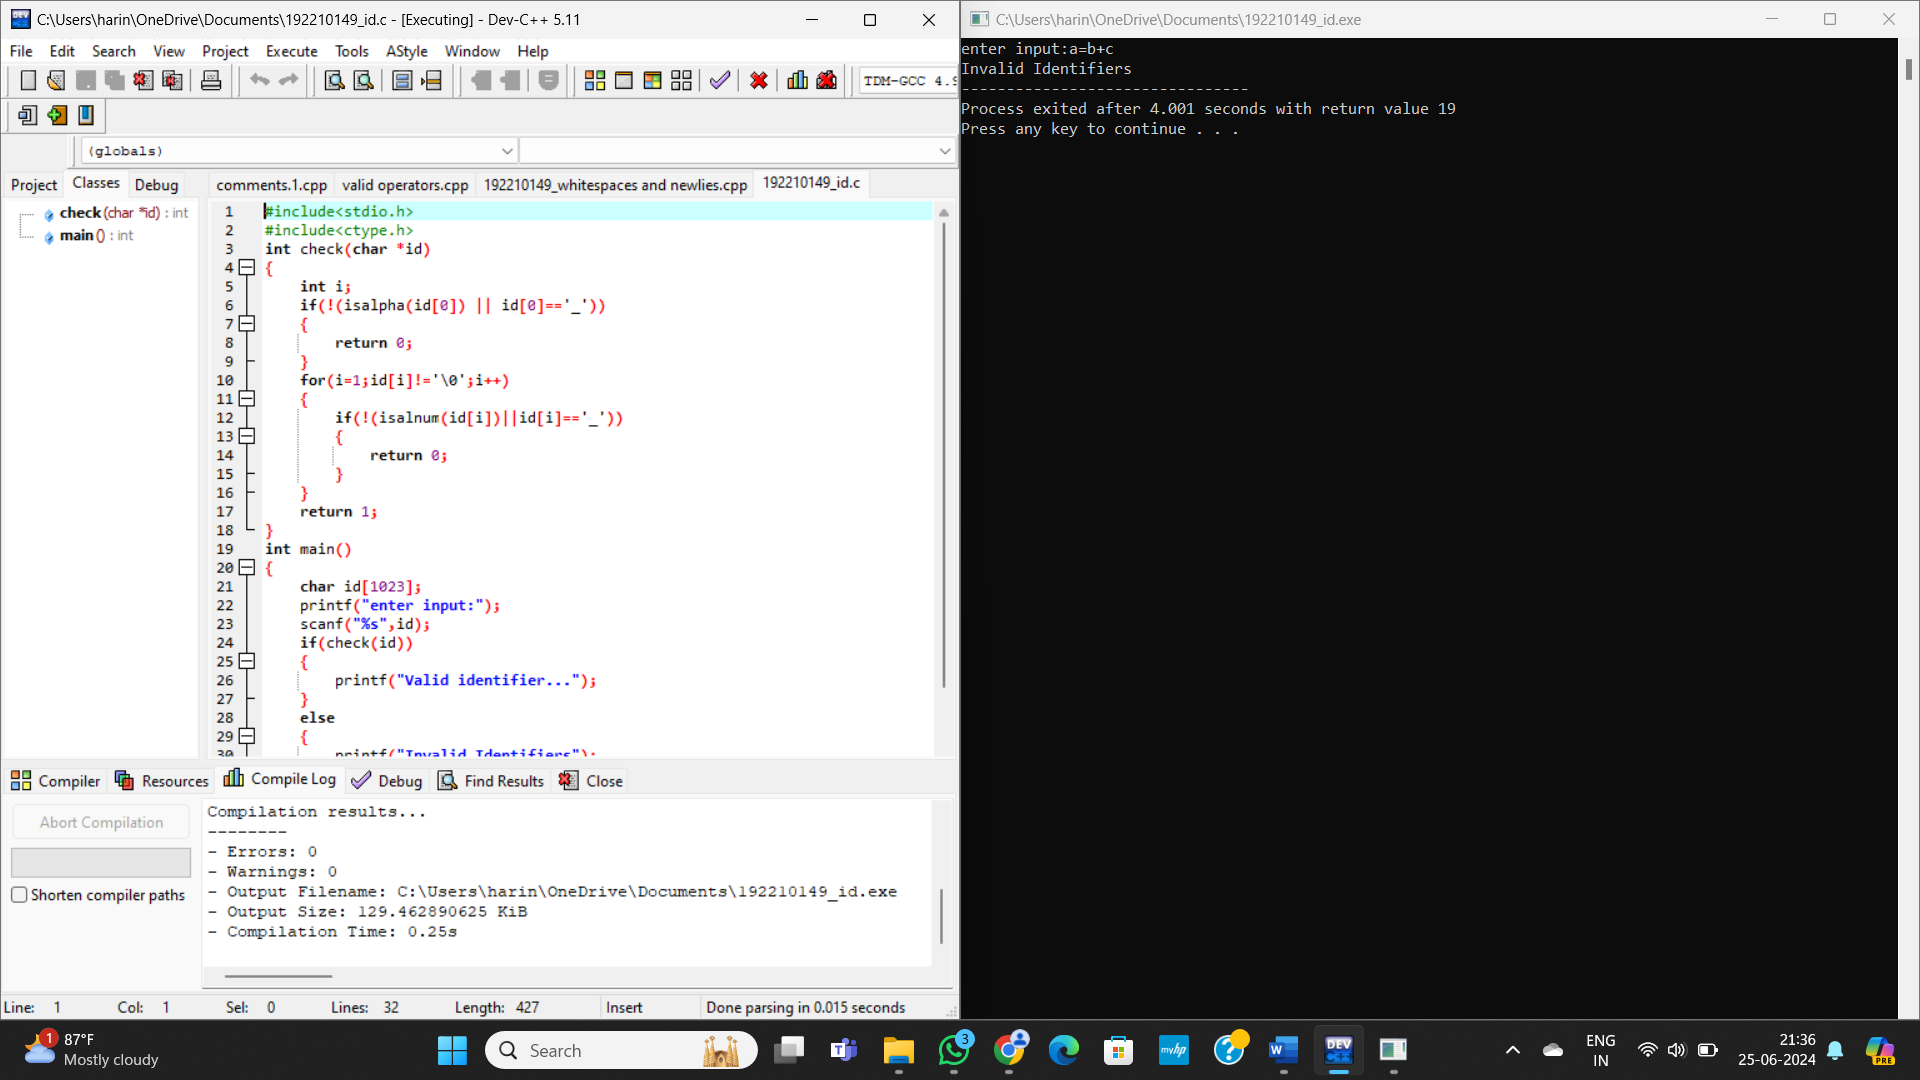 C:\Users\harin\OneDrive\Documents\192210149_id.c - [Executing] - Dev-C++ 5.11
File Edit Search View Project Execute Tools AStyle Window Help
TDM-GCC 4.9
(globals)
Project Classes Debug
comments.1.cpp valid operators.cpp 192210149_whitespaces and newlies.cpp 192210149_id.c
check (char *id) : int
main () : int
1 #include<stdio.h>
2 #include<ctype.h>
3 int check(char *id)
4 {
5 int i;
6 if(!(isalpha(id[0]) || id[0]=='_'))
7 {
8 return 0;
9 }
10 for(i=1;id[i]!='\0';i++)
11 {
12 if(!(isalnum(id[i])||id[i]=='_'))
13 {
14 return 0;
15 }
16 }
17 return 1;
18 }
19 int main()
20 {
21 char id[1023];
22 printf("enter input:");
23 scanf("%s",id);
24 if(check(id))
25 {
26 printf("Valid identifier...");
27 }
28 else
29 {
30 printf("Invalid Identifiers");
Compiler Resources Compile Log Debug Find Results Close
Abort Compilation
Shorten compiler paths
Compilation results...
--------
- Errors: 0
- Warnings: 0
- Output Filename: C:\Users\harin\OneDrive\Documents\192210149_id.exe
- Output Size: 129.462890625 KiB
- Compilation Time: 0.25s
Line: 1 Col: 1 Sel: 0 Lines: 32 Length: 427 Insert Done parsing in 0.015 seconds
C:\Users\harin\OneDrive\Documents\192210149_id.exe
enter input:a=b+c
Invalid Identifiers
--------------------------------
Process exited after 4.001 seconds with return value 19
Press any key to continue . . .
1
87°F
Mostly cloudy
Search
T
3
myhp
?
W
DEV
C++
ENG
IN
21:36
25-06-2024
PRE